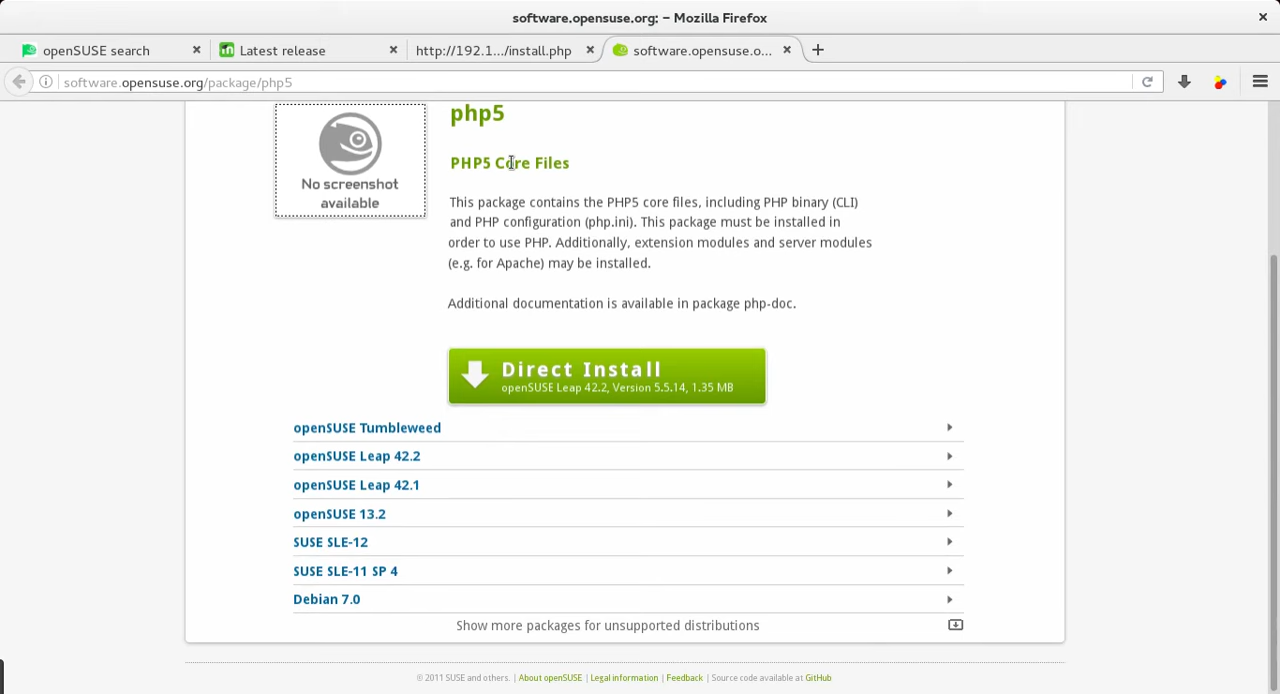 software.opensuse.org: – Mozilla Firefox
openSUSE search
Latest release
http://192.1.../install.php
software.opensuse.o...
software.opensuse.org/package/php5
php5
No screenshot
available
PHP5 Core Files
This package contains the PHP5 core files, including PHP binary (CLI)
and PHP configuration (php.ini). This package must be installed in
order to use PHP. Additionally, extension modules and server modules
(e.g. for Apache) may be installed.
Additional documentation is available in package php-doc.
Direct Install
openSUSE Leap 42.2, Version 5.5.14, 1.35 MB
openSUSE Tumbleweed
openSUSE Leap 42.2
openSUSE Leap 42.1
openSUSE 13.2
SUSE SLE-12
SUSE SLE-11 SP 4
Debian 7.0
Show more packages for unsupported distributions
© 2011 SUSE and others. | About openSUSE | Legal information | Feedback | Source code available at GitHub